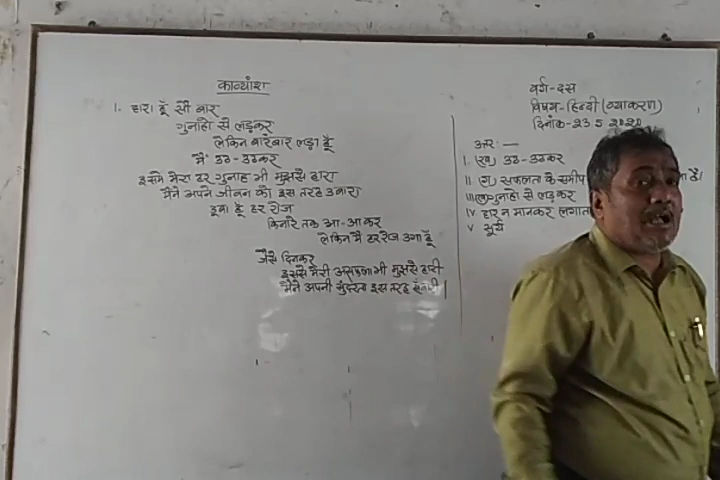 काव्यांश
1. हारा हूँ सौ बार
गुनाहों से लड़कर
लेकिन बारंबार लड़ा हूँ
मैं उठ-उठकर
इससे मेरा हर गुनाह भी मुझसे हारा
मैंने अपने जीवन को इस तरह उबारा
डूबा हूँ हर रोज
किनारे तक आ-आकर
लेकिन मैं हर रोज उगा हूँ
जैसे दिनकर
इससे मेरी असफलता भी मुझसे हारी
मैंने अपनी सुंदरता इस तरह सँवारी।
वर्ग-दस
विषय-हिन्दी (व्याकरण)
दिनांक-23.5.2020
उत्तर:—
I. (ख) उठ-उठकर
II (ग) सफलता के समीप है।
III (ख) गुनाहों से लड़कर
IV हार न मानकर
V सूर्य